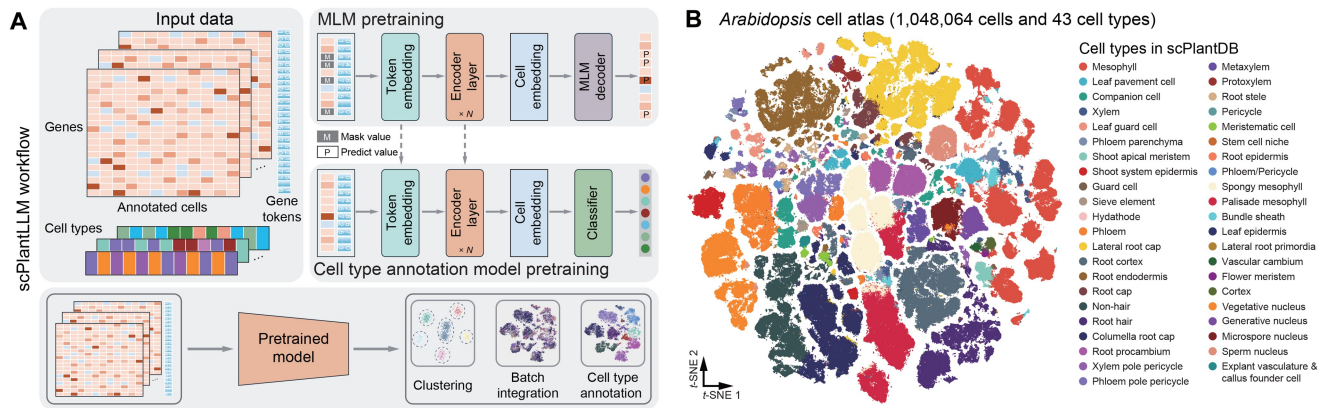 A
scPlantLLM workflow
Input data
Genes
Annotated cells
Gene
tokens
Cell types
MLM pretraining
M
M
M
Token
embedding
Encoder
layer
× N
Cell
embedding
MLM
decoder
P
P
P
P
M Mask value
P Predict value
Token
embedding
Encoder
layer
× N
Cell
embedding
Classifier
Cell type annotation model pretraining
Pretrained
model
Clustering
Batch
integration
Cell type
annotation
B
Arabidopsis cell atlas (1,048,064 cells and 43 cell types)
t-SNE 2
t-SNE 1
Cell types in scPlantDB
Mesophyll
Leaf pavement cell
Companion cell
Xylem
Leaf guard cell
Phloem parenchyma
Shoot apical meristem
Shoot system epidermis
Guard cell
Sieve element
Hydathode
Phloem
Lateral root cap
Root cortex
Root endodermis
Root cap
Non-hair
Root hair
Columella root cap
Root procambium
Xylem pole pericycle
Phloem pole pericycle
Metaxylem
Protoxylem
Root stele
Pericycle
Meristematic cell
Stem cell niche
Root epidermis
Phloem/Pericycle
Spongy mesophyll
Palisade mesophyll
Bundle sheath
Leaf epidermis
Lateral root primordia
Vascular cambium
Flower meristem
Cortex
Vegetative nucleus
Generative nucleus
Microspore nucleus
Sperm nucleus
Explant vasculature &
callus founder cell